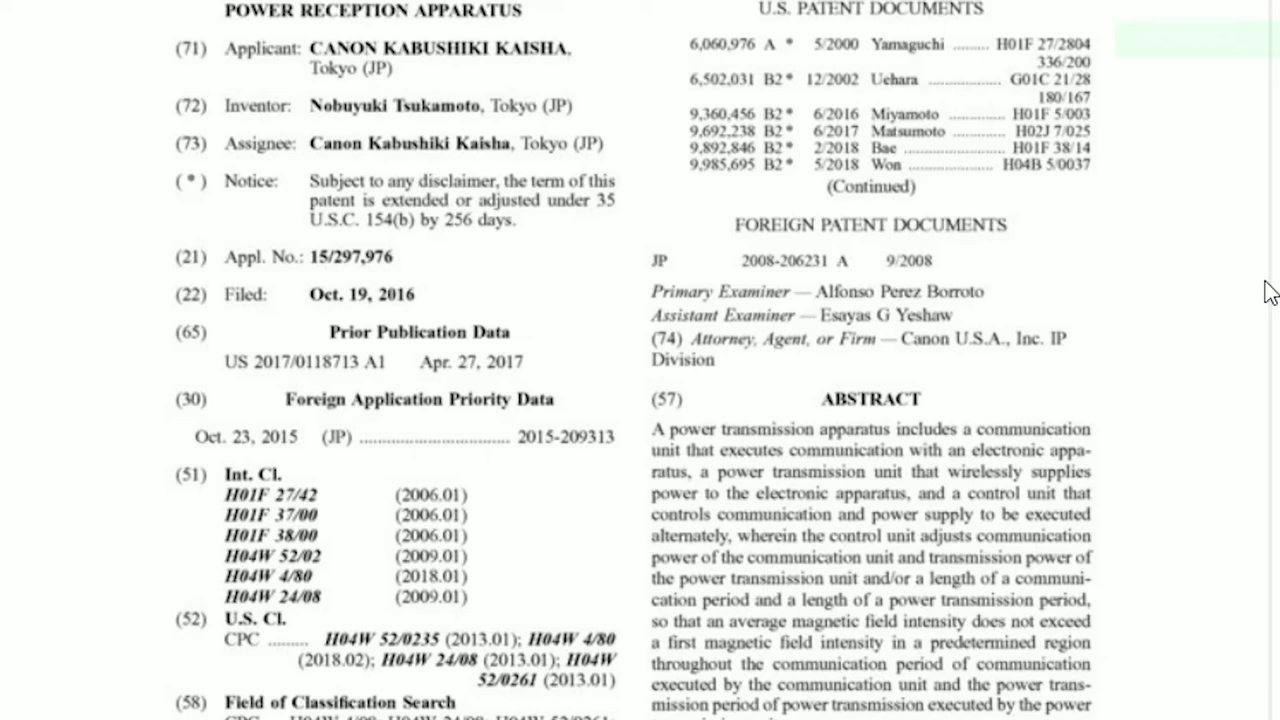 POWER RECEPTION APPARATUS
(71) Applicant: CANON KABUSHIKI KAISHA,
Tokyo (JP)
(72) Inventor: Nobuyuki Tsukamoto, Tokyo (JP)
(73) Assignee: Canon Kabushiki Kaisha, Tokyo (JP)
( * ) Notice: Subject to any disclaimer, the term of this
patent is extended or adjusted under 35
U.S.C. 154(b) by 256 days.
(21) Appl. No.: 15/297,976
(22) Filed: Oct. 19, 2016
(65) Prior Publication Data
US 2017/0118713 A1 Apr. 27, 2017
(30) Foreign Application Priority Data
Oct. 23, 2015 (JP) .................................. 2015-209313
(51) Int. Cl.
H01F 27/42 (2006.01)
H01F 37/00 (2006.01)
H01F 38/00 (2006.01)
H04W 52/02 (2009.01)
H04W 4/80 (2018.01)
H04W 24/08 (2009.01)
(52) U.S. Cl.
CPC ......... H04W 52/0235 (2013.01); H04W 4/80
(2018.02); H04W 24/08 (2013.01); H04W
52/0261 (2013.01)
(58) Field of Classification Search
U.S. PATENT DOCUMENTS
6,060,976 A * 5/2000 Yamaguchi ......... H01F 27/2804
336/200
6,502,031 B2 * 12/2002 Uehara .................. G01C 21/28
180/167
9,360,456 B2 * 6/2016 Miyamoto .............. H01F 5/003
9,692,238 B2 * 6/2017 Matsumoto ............. H02J 7/025
9,892,846 B2 * 2/2018 Bae ......................... H01F 38/14
9,985,695 B2 * 5/2018 Won ..................... H04B 5/0037
(Continued)
FOREIGN PATENT DOCUMENTS
JP 2008-206231 A 9/2008
Primary Examiner — Alfonso Perez Borroto
Assistant Examiner — Esayas G Yeshaw
(74) Attorney, Agent, or Firm — Canon U.S.A., Inc. IP
Division
(57) ABSTRACT
A power transmission apparatus includes a communication
unit that executes communication with an electronic appa-
ratus, a power transmission unit that wirelessly supplies
power to the electronic apparatus, and a control unit that
controls communication and power supply to be executed
alternately, wherein the control unit adjusts communication
power of the communication unit and transmission power of
the power transmission unit and/or a length of a communi-
cation period and a length of a power transmission period,
so that an average magnetic field intensity does not exceed
a first magnetic field intensity in a predetermined region
throughout the communication period of communication
executed by the communication unit and the power trans-
mission period of power transmission executed by the power